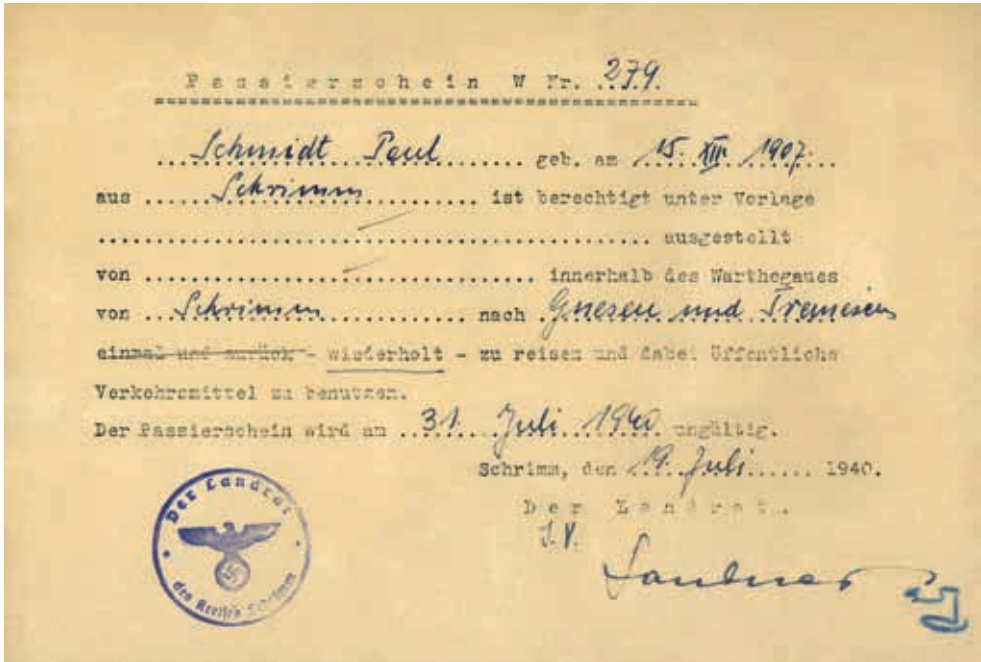 Passierschein W Nr. 279.
Schmidt Paul geb. am 15. XII. 1907.
aus Schrimm ist berechtigt unter Vorlage
ausgestellt
von innerhalb des Warthegaues
von Schrimm nach Gnesen und Tremesen
einmal und zurück - wiederholt - zu reisen und dabei öffentliche
Verkehrsmittel zu benutzen.
Der Passierschein wird am 31. Juli 1940 ungültig.
Schrimm, den 19. Juli 1940.
Der Landrat.
I.V.
Der Landrat
des Kreises Schrimm